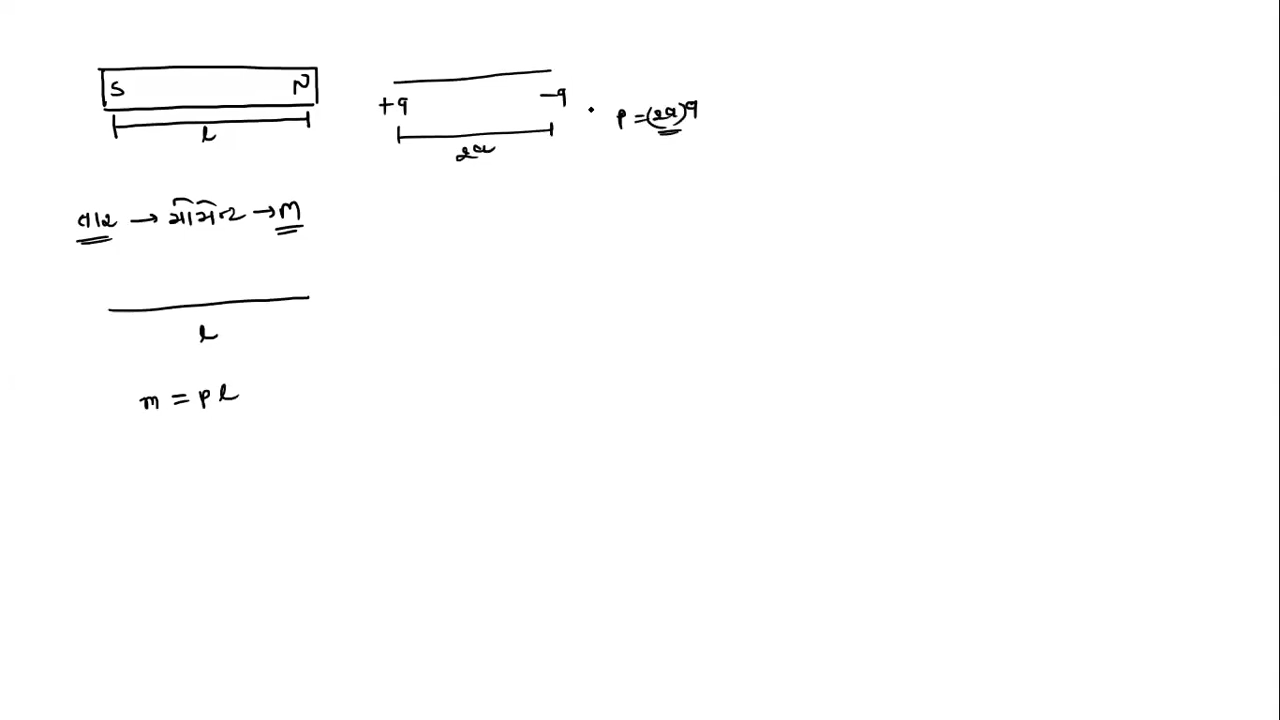 S N
l
+q -q
2a
p = (2a)q
તાર → મોમેન્ટ → M
l
m = pl